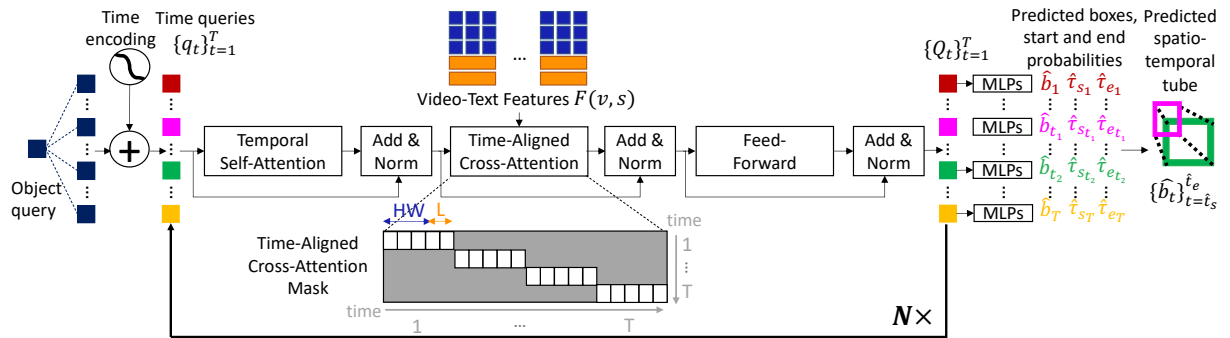 Time
encoding
Time queries
{q_t}_{t=1}^T
...
Video-Text Features F(v, s)
{Q_t}_{t=1}^T
Predicted boxes,
start and end
probabilities
Predicted
spatio-
temporal
tube
Object
query
+
Temporal
Self-Attention
Add &
Norm
Time-Aligned
Cross-Attention
Add &
Norm
Feed-
Forward
Add &
Norm
MLPs b̂_1 τ̂_{s_1} τ̂_{e_1}
MLPs b̂_{t_1} τ̂_{s_{t_1}} τ̂_{e_{t_1}}
MLPs b̂_{t_2} τ̂_{s_{t_2}} τ̂_{e_{t_2}}
MLPs b̂_T τ̂_{s_T} τ̂_{e_T}
{b̂_t}_{t=t̂_s}^{t̂_e}
HW L
Time-Aligned
Cross-Attention
Mask
time
1
...
T
time
1 ... T
N×